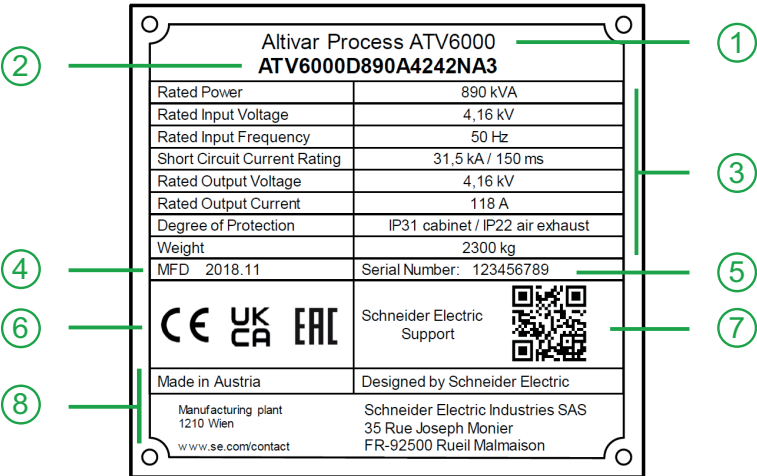 Altivar Process ATV6000
1
2
ATV6000D890A4242NA3
Rated Power 890 kVA
Rated Input Voltage 4,16 kV
Rated Input Frequency 50 Hz
Short Circuit Current Rating 31,5 kA / 150 ms
3
Rated Output Voltage 4,16 kV
Rated Output Current 118 A
Degree of Protection IP31 cabinet / IP22 air exhaust
Weight 2300 kg
4
MFD 2018.11 Serial Number: 123456789
5
6
CE UKCA EAC
Schneider Electric
Support
7
Made in Austria Designed by Schneider Electric
8
Manufacturing plant
1210 Wien
www.se.com/contact
Schneider Electric Industries SAS
35 Rue Joseph Monier
FR-92500 Rueil Malmaison